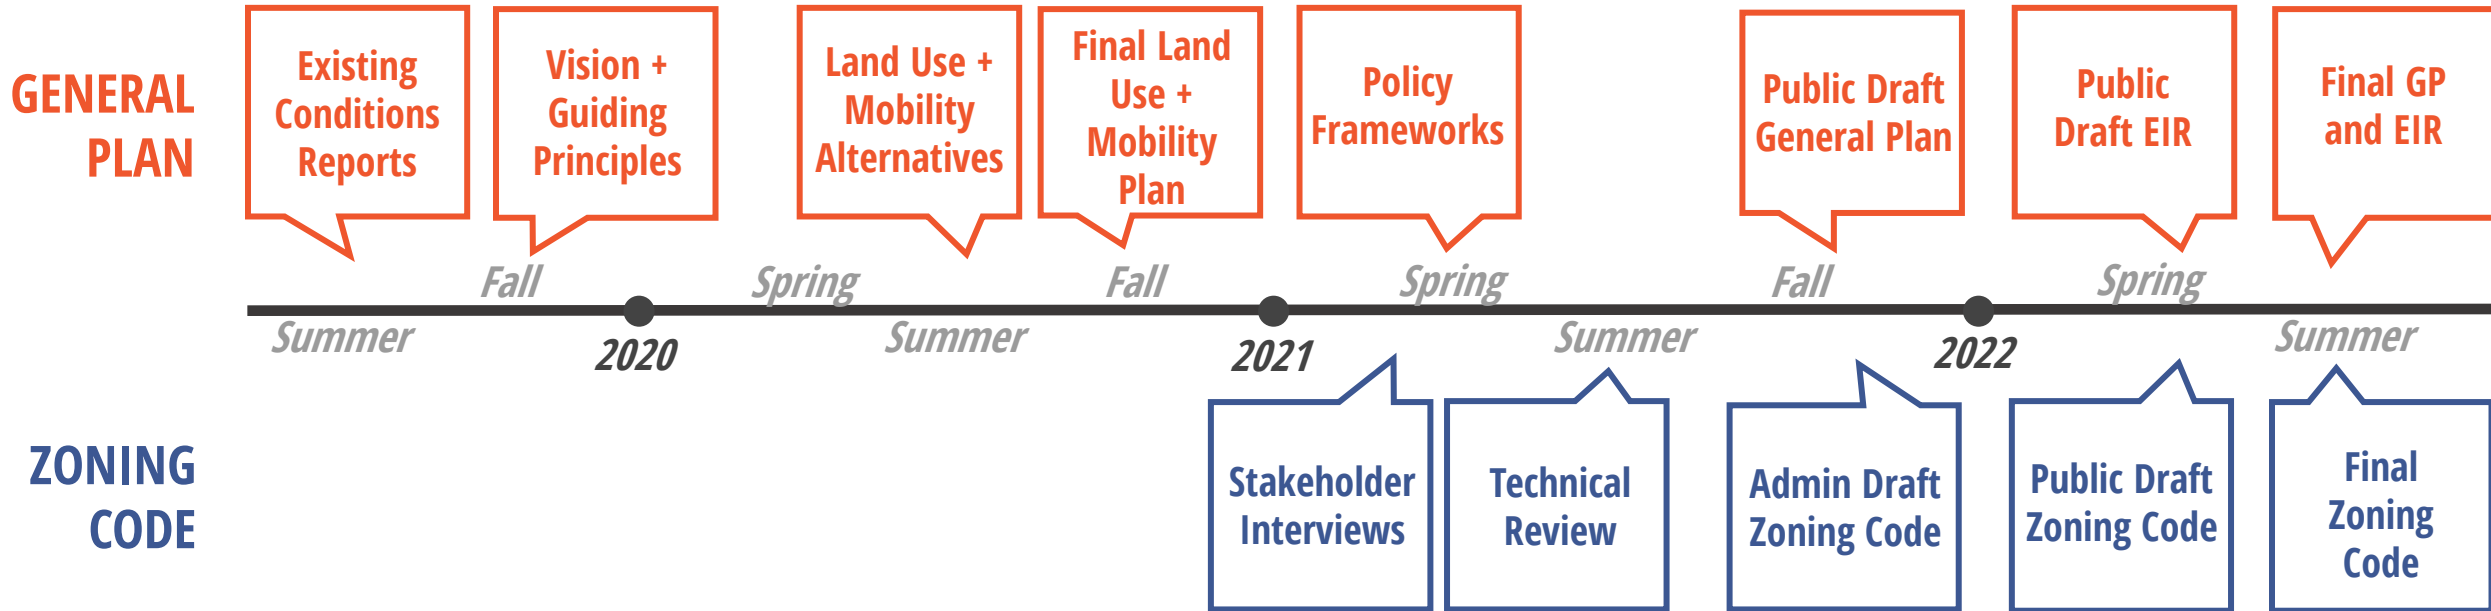 GENERAL
PLAN
Existing
Conditions
Reports
Vision +
Guiding
Principles
Land Use +
Mobility
Alternatives
Final Land
Use +
Mobility
Plan
Policy
Frameworks
Public Draft
General Plan
Public
Draft EIR
Final GP
and EIR
Fall
Spring
Fall
Spring
Fall
Spring
Summer
2020
Summer
2021
Summer
2022
Summer
ZONING
CODE
Stakeholder
Interviews
Technical
Review
Admin Draft
Zoning Code
Public Draft
Zoning Code
Final
Zoning
Code